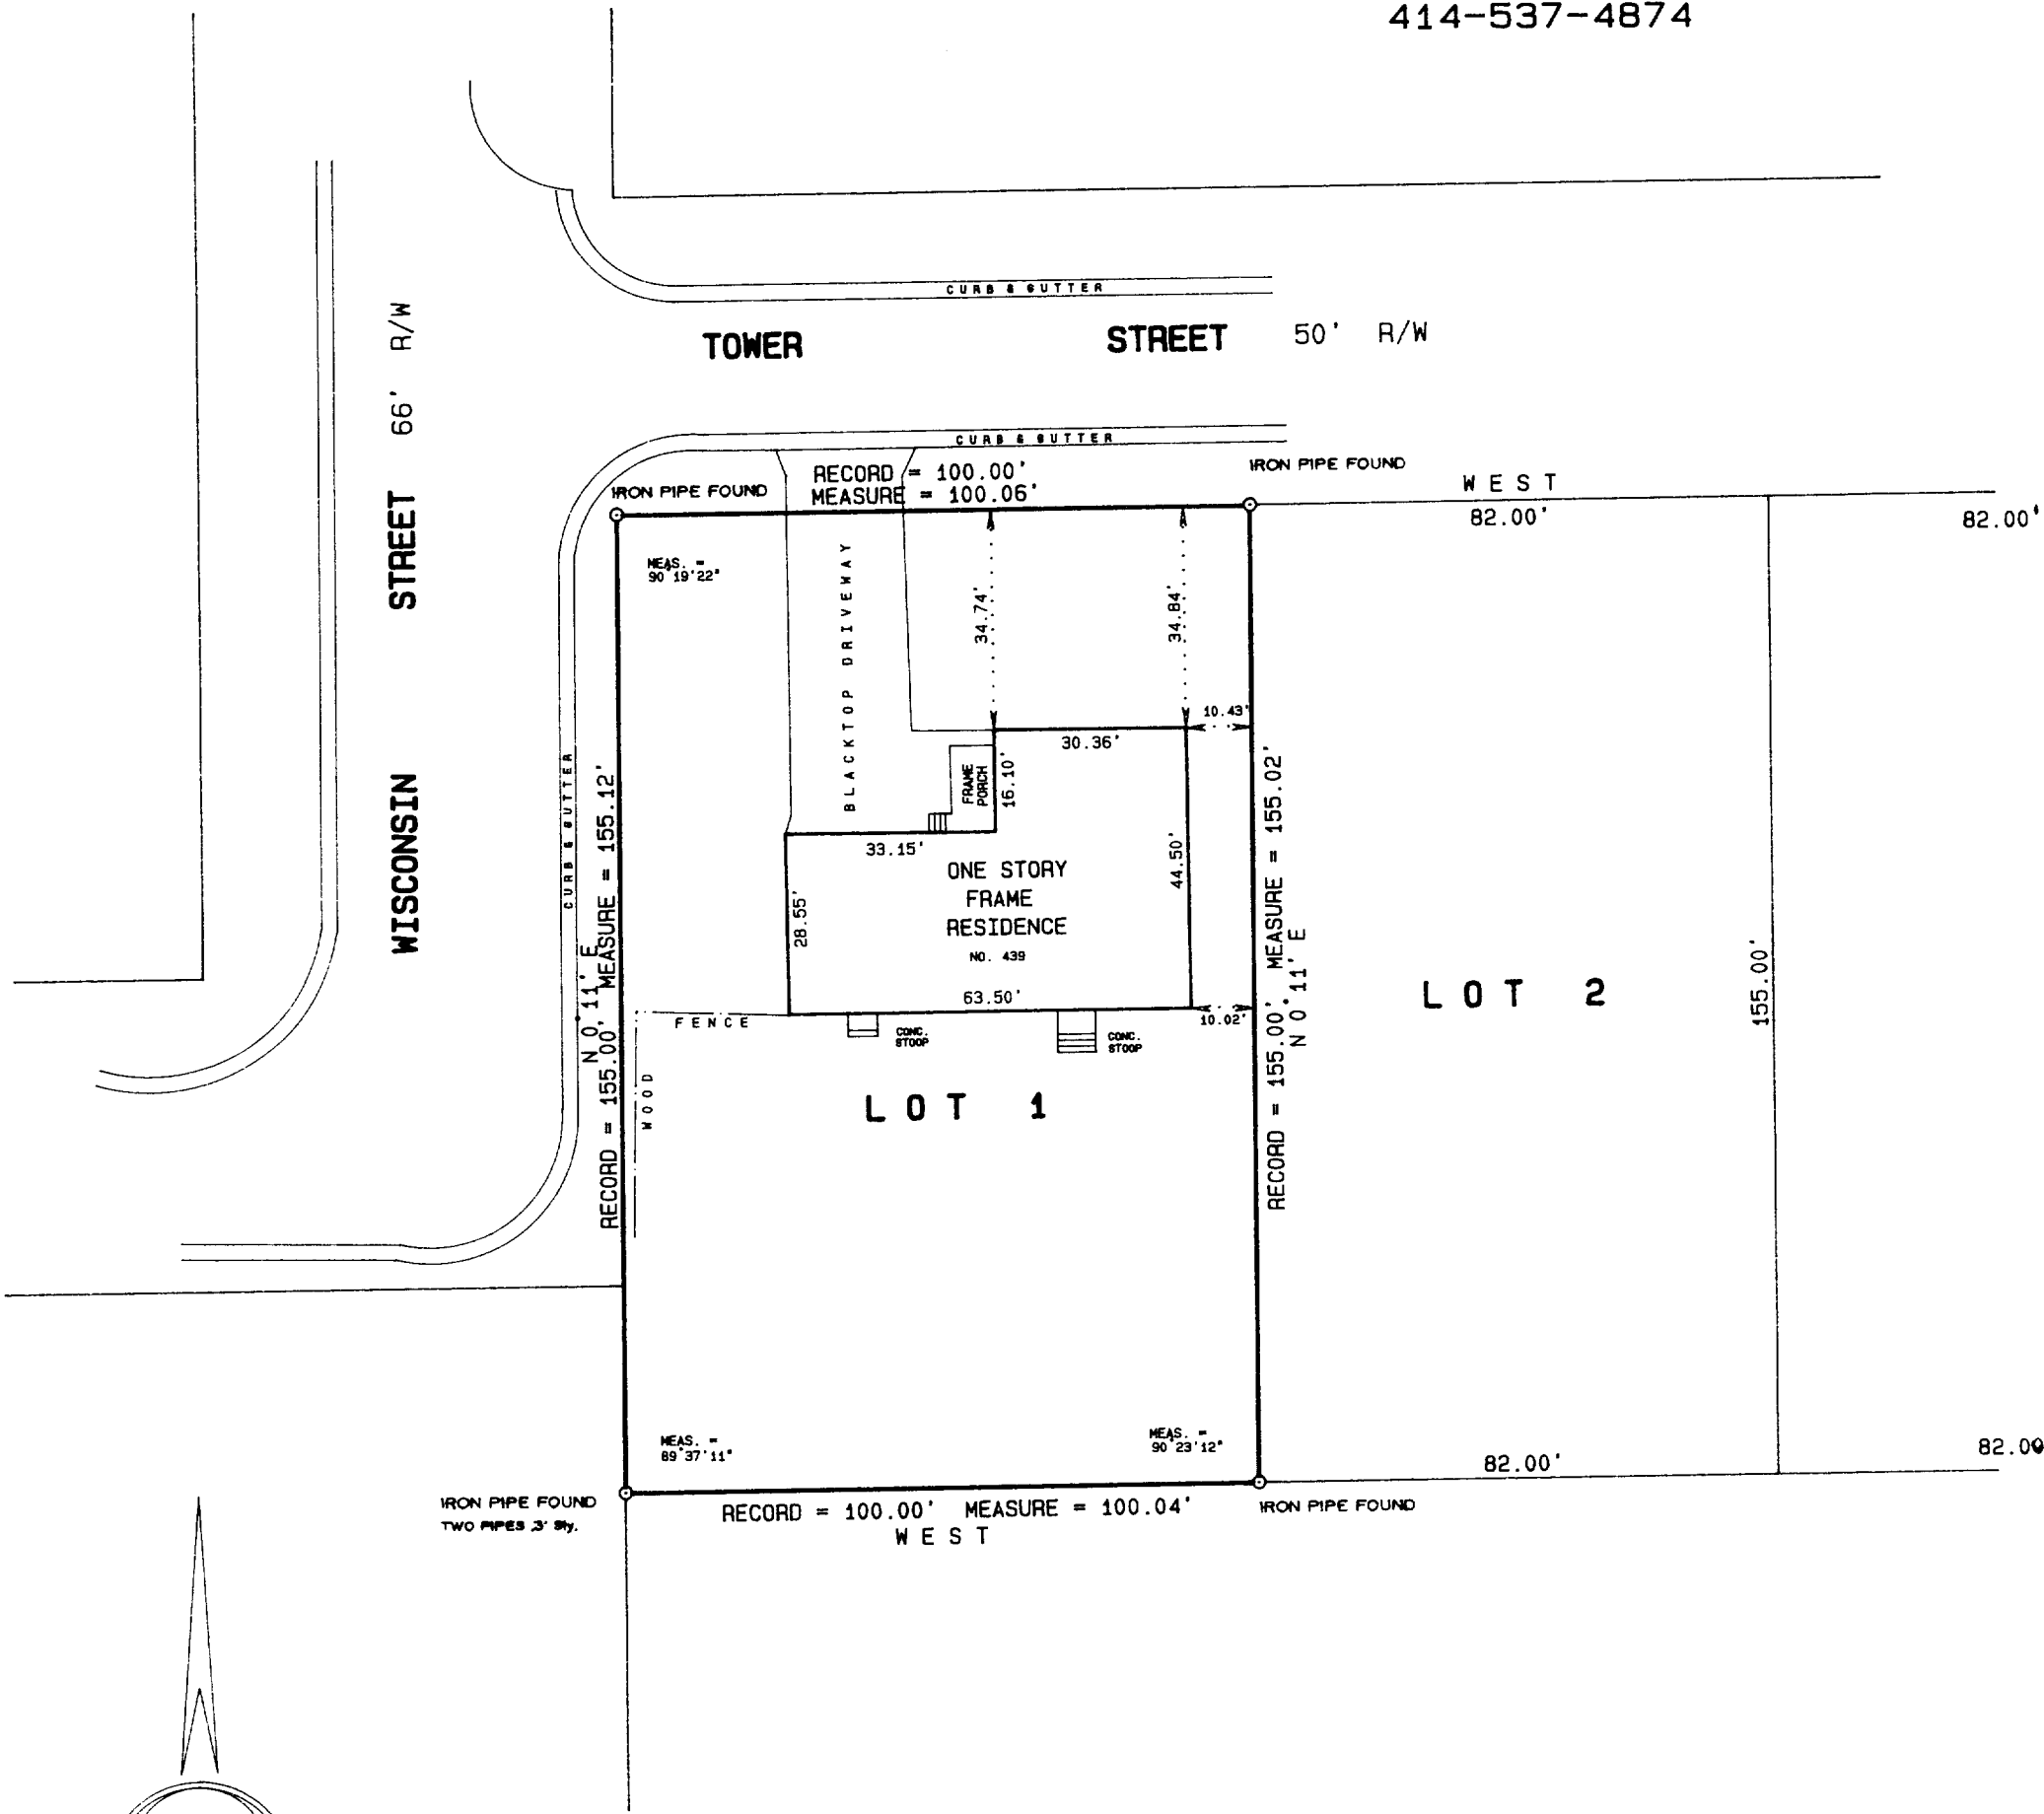 414-537-4874
CURB & GUTTER
TOWER STREET 50' R/W
WISCONSIN STREET 66' R/W
CURB & GUTTER
IRON PIPE FOUND
RECORD = 100.00'
MEASURE = 100.06'
IRON PIPE FOUND
WEST
82.00'
82.00'
MEAS. =
90°19'22"
BLACKTOP DRIVEWAY
34.74'
34.84'
10.43'
30.36'
FRAME
PORCH
16.10'
33.15'
CURB & GUTTER
RECORD = 155.00' MEASURE = 155.12'
N 0°11' E
28.55'
ONE STORY
FRAME
RESIDENCE
NO. 439
44.50'
63.50'
10.02'
RECORD = 155.00' MEASURE = 155.02'
N 0°11' E
LOT 2
155.00'
FENCE
WOOD
CONC.
STOOP
CONC.
STOOP
LOT 1
MEAS. =
89°37'11"
MEAS. =
90°23'12"
82.00'
82.00
IRON PIPE FOUND
TWO PIPES .3' Sly.
RECORD = 100.00' MEASURE = 100.04'
WEST
IRON PIPE FOUND